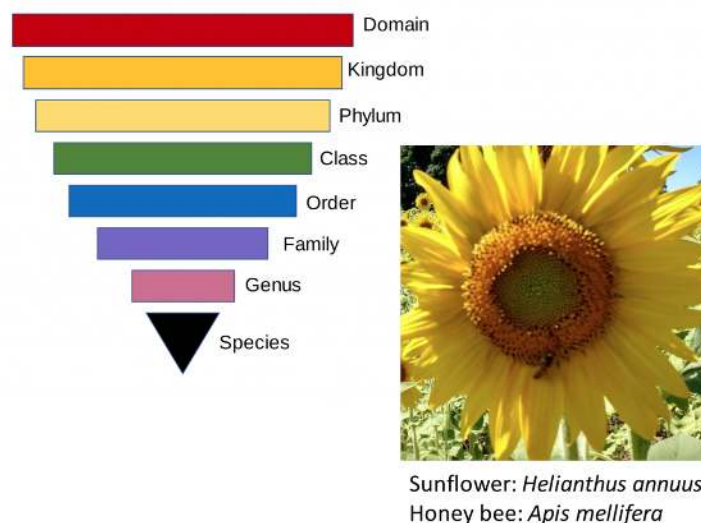 Domain
Kingdom
Phylum
Class
Order
Family
Genus
Species
Sunflower: Helianthus annuus
Honey bee: Apis mellifera